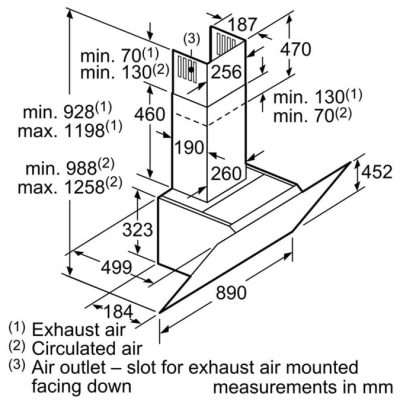 187
(3)
min. 70(1)
min. 130(2)
470
256
min. 130(1)
min. 70(2)
min. 928(1)
max. 1198(1)
460
190
min. 988(2)
max. 1258(2)
260
452
323
499
184
890
(1) Exhaust air
(2) Circulated air
(3) Air outlet – slot for exhaust air mounted
facing down measurements in mm